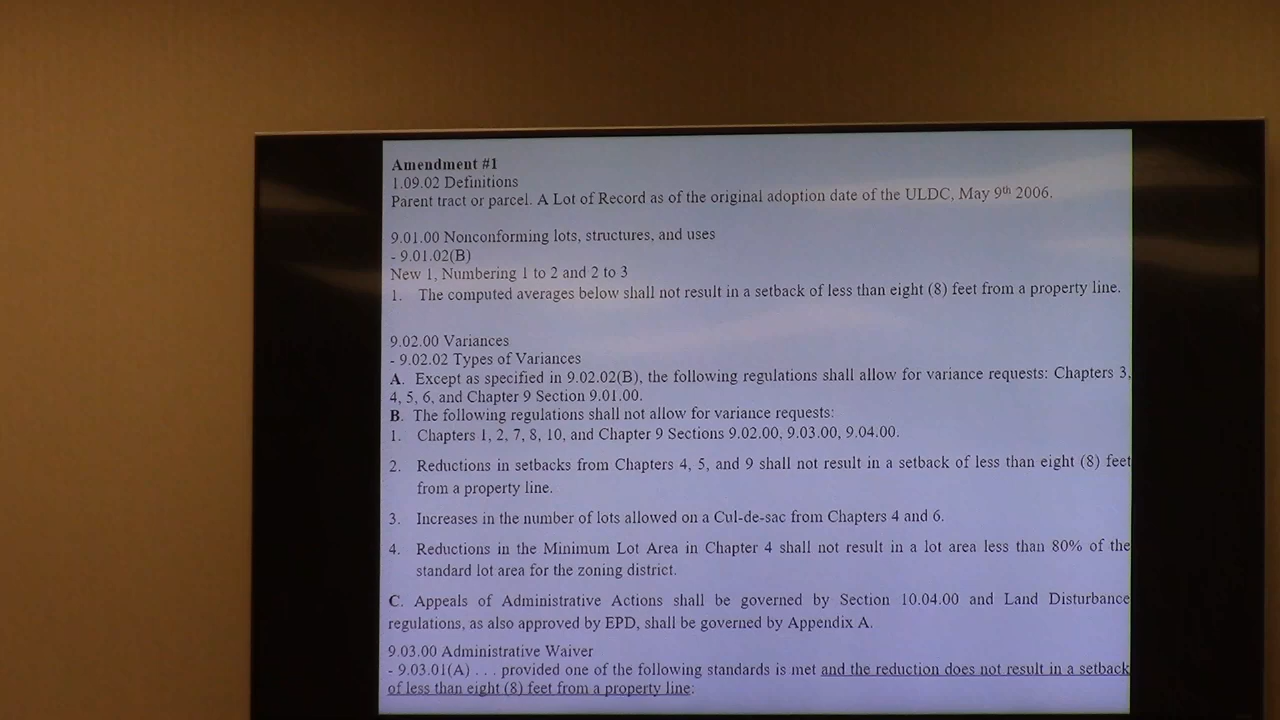 Amendment #1
1.09.02 Definitions
Parent tract or parcel. A Lot of Record as of the original adoption date of the ULDC, May 9th 2006.
9.01.00 Nonconforming lots, structures, and uses
- 9.01.02(B)
New 1, Numbering 1 to 2 and 2 to 3
1. The computed averages below shall not result in a setback of less than eight (8) feet from a property line.
9.02.00 Variances
- 9.02.02 Types of Variances
A. Except as specified in 9.02.02(B), the following regulations shall allow for variance requests: Chapters 3,
4, 5, 6, and Chapter 9 Section 9.01.00.
B. The following regulations shall not allow for variance requests:
1. Chapters 1, 2, 7, 8, 10, and Chapter 9 Sections 9.02.00, 9.03.00, 9.04.00.
2. Reductions in setbacks from Chapters 4, 5, and 9 shall not result in a setback of less than eight (8) feet
from a property line.
3. Increases in the number of lots allowed on a Cul-de-sac from Chapters 4 and 6.
4. Reductions in the Minimum Lot Area in Chapter 4 shall not result in a lot area less than 80% of the
standard lot area for the zoning district.
C. Appeals of Administrative Actions shall be governed by Section 10.04.00 and Land Disturbance
regulations, as also approved by EPD, shall be governed by Appendix A.
9.03.00 Administrative Waiver
- 9.03.01(A) . . . provided one of the following standards is met and the reduction does not result in a setback
of less than eight (8) feet from a property line: